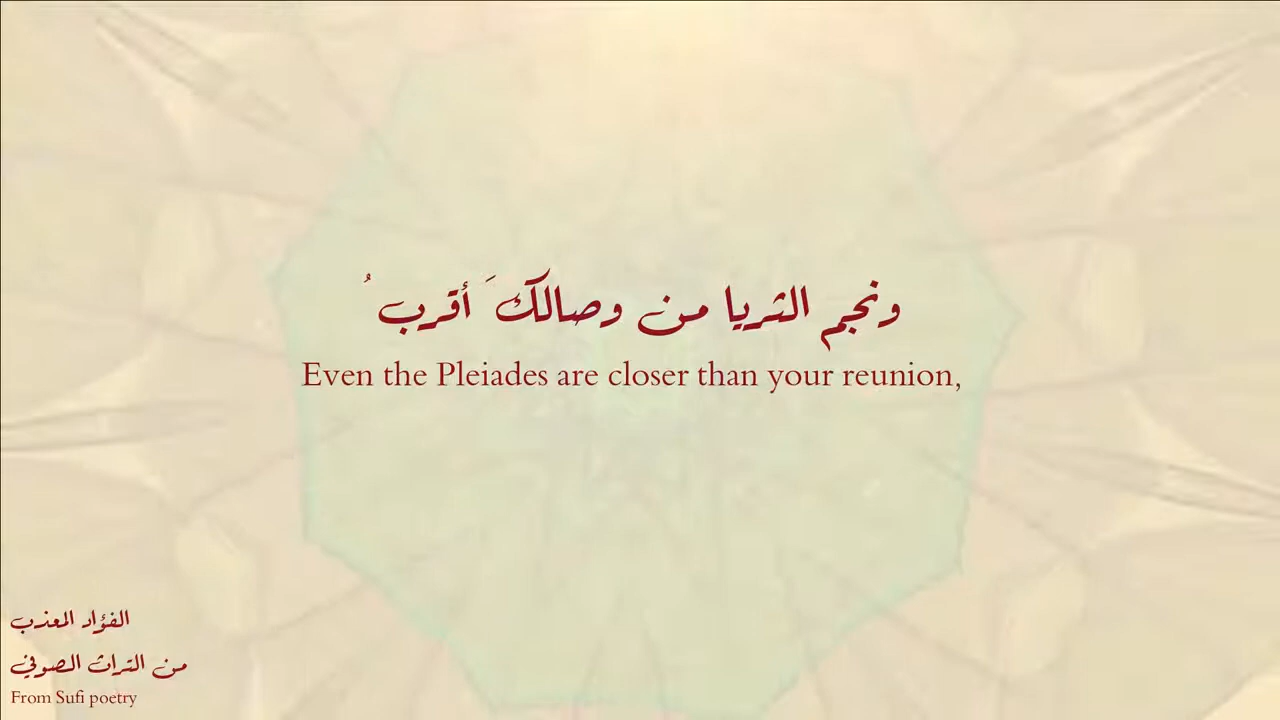 ونجم الثريا من وصالكَ أقربُ
Even the Pleiades are closer than your reunion,
الفؤاد المعذب
من التراث الصوفي
From Sufi poetry